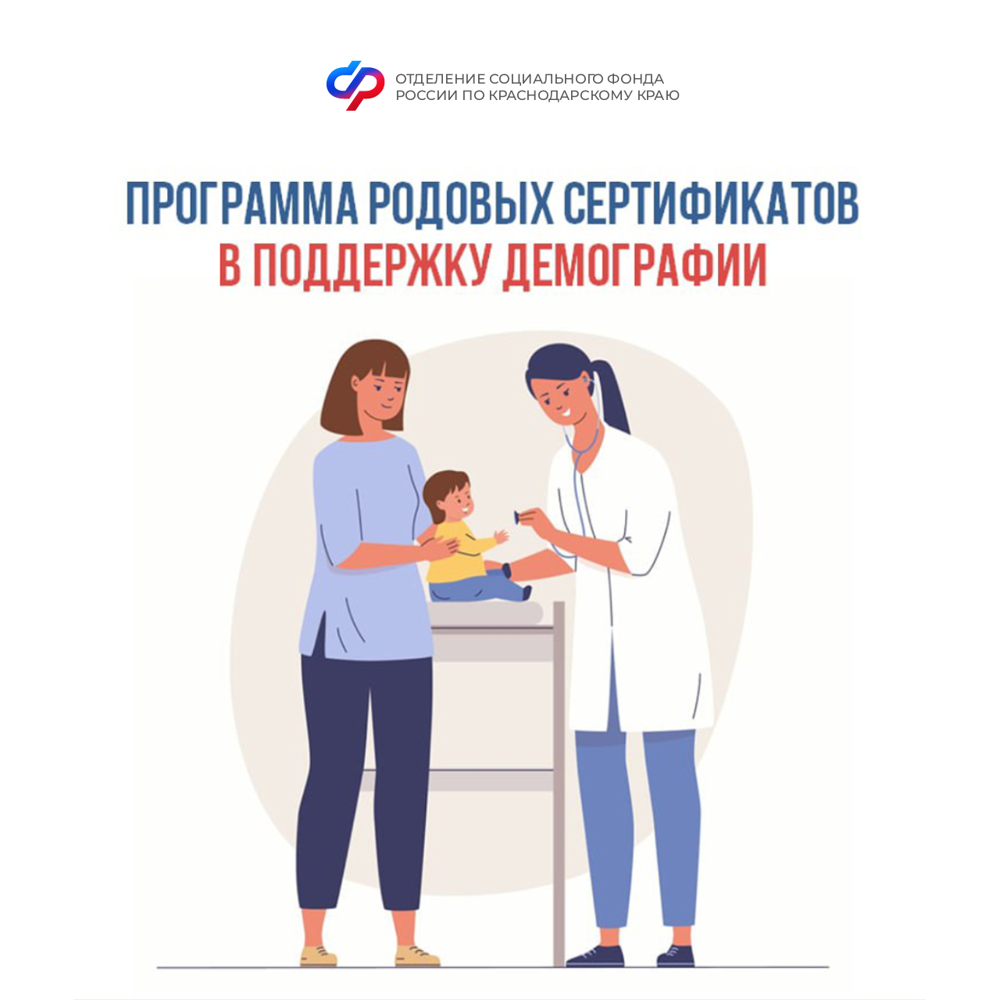 ОТДЕЛЕНИЕ СОЦИАЛЬНОГО ФОНДА
РОССИИ ПО КРАСНОДАРСКОМУ КРАЮ
ПРОГРАММА РОДОВЫХ СЕРТИФИКАТОВ
В ПОДДЕРЖКУ ДЕМОГРАФИИ